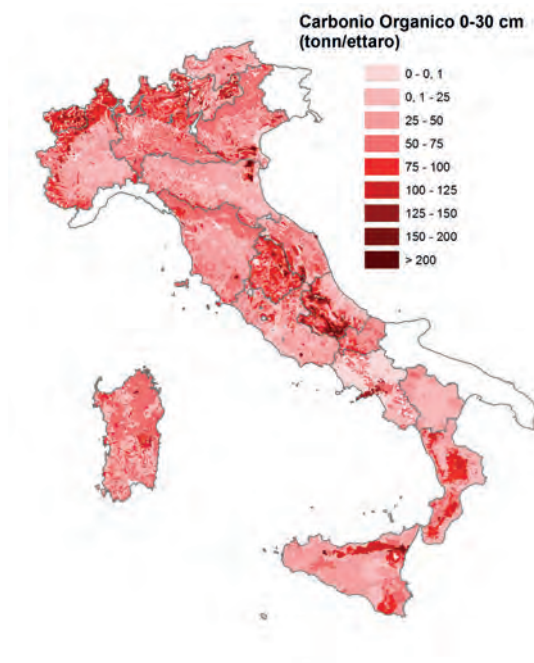 Carbonio Organico 0-30 cm
(tonn/ettaro)
0 - 0, 1
0, 1 - 25
25 - 50
50 - 75
75 - 100
100 - 125
125 - 150
150 - 200
> 200